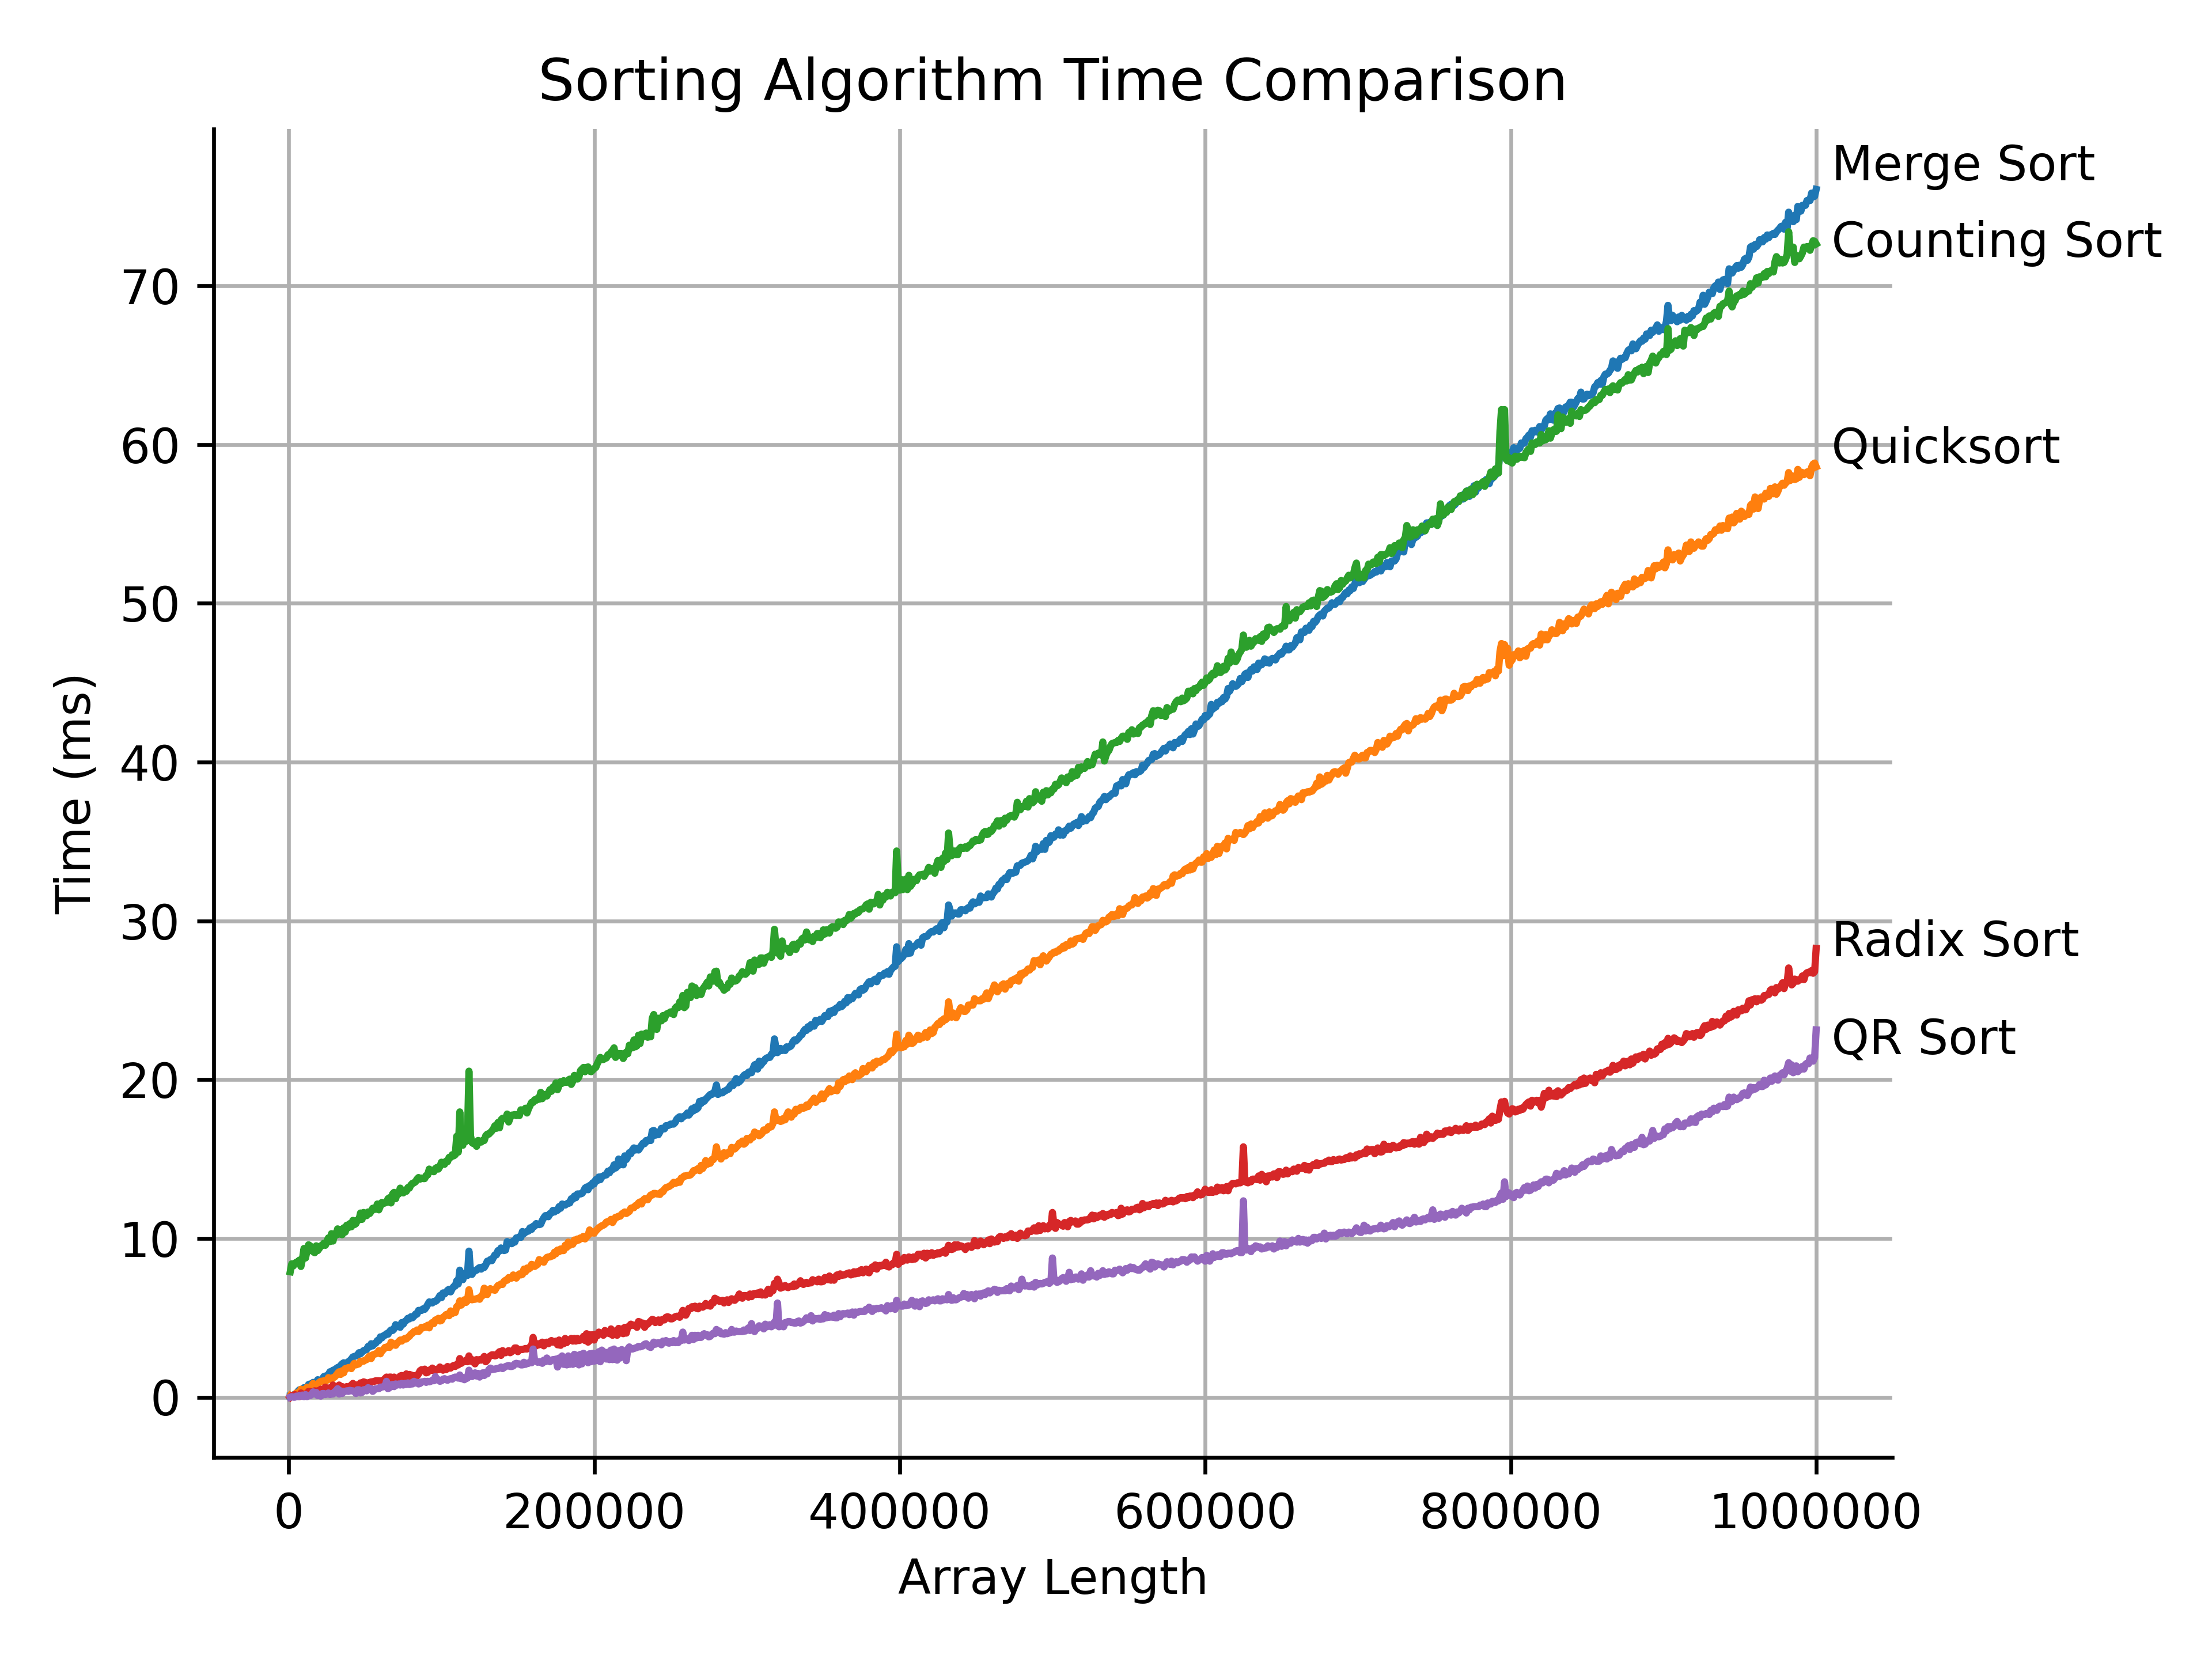 Sorting Algorithm Time Comparison
Merge Sort
Counting Sort
Quicksort
Radix Sort
QR Sort
Time (ms)
70
60
50
40
30
20
10
0
0 200000 400000 600000 800000 1000000
Array Length